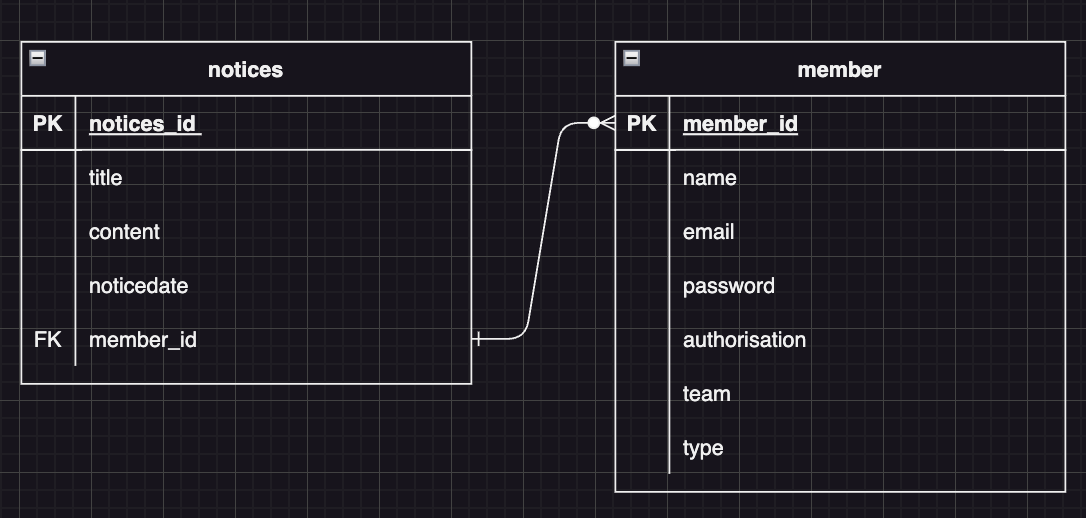 notices
PK notices_id
title
content
noticedate
FK member_id
member
PK member_id
name
email
password
authorisation
team
type